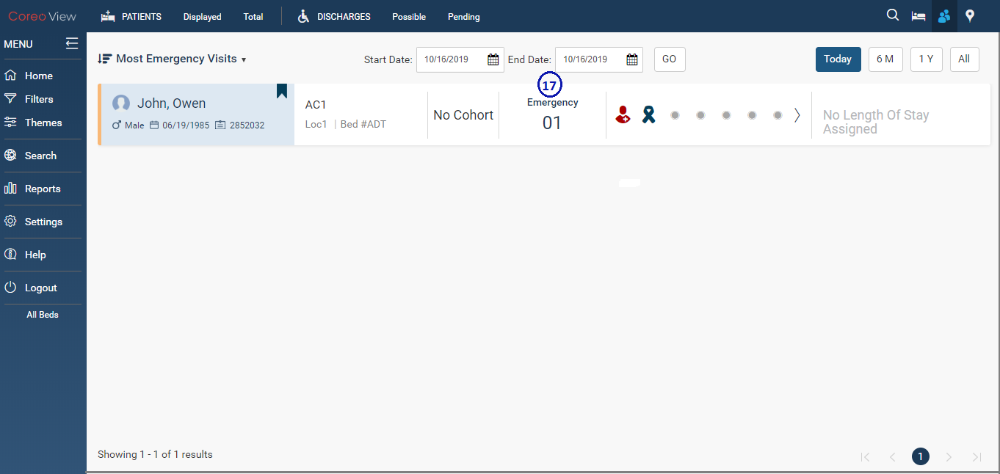 Coreo View
PATIENTS Displayed Total DISCHARGES Possible Pending
MENU
Home
Filters
Themes
Search
Reports
Settings
Help
Logout
All Beds
Most Emergency Visits
Start Date: 10/16/2019 End Date: 10/16/2019 GO
Today 6 M 1 Y All
17
John, Owen
Male 06/19/1985 2852032
AC1
Loc1 | Bed #ADT
No Cohort
Emergency
01
No Length Of Stay
Assigned
Showing 1 - 1 of 1 results
1